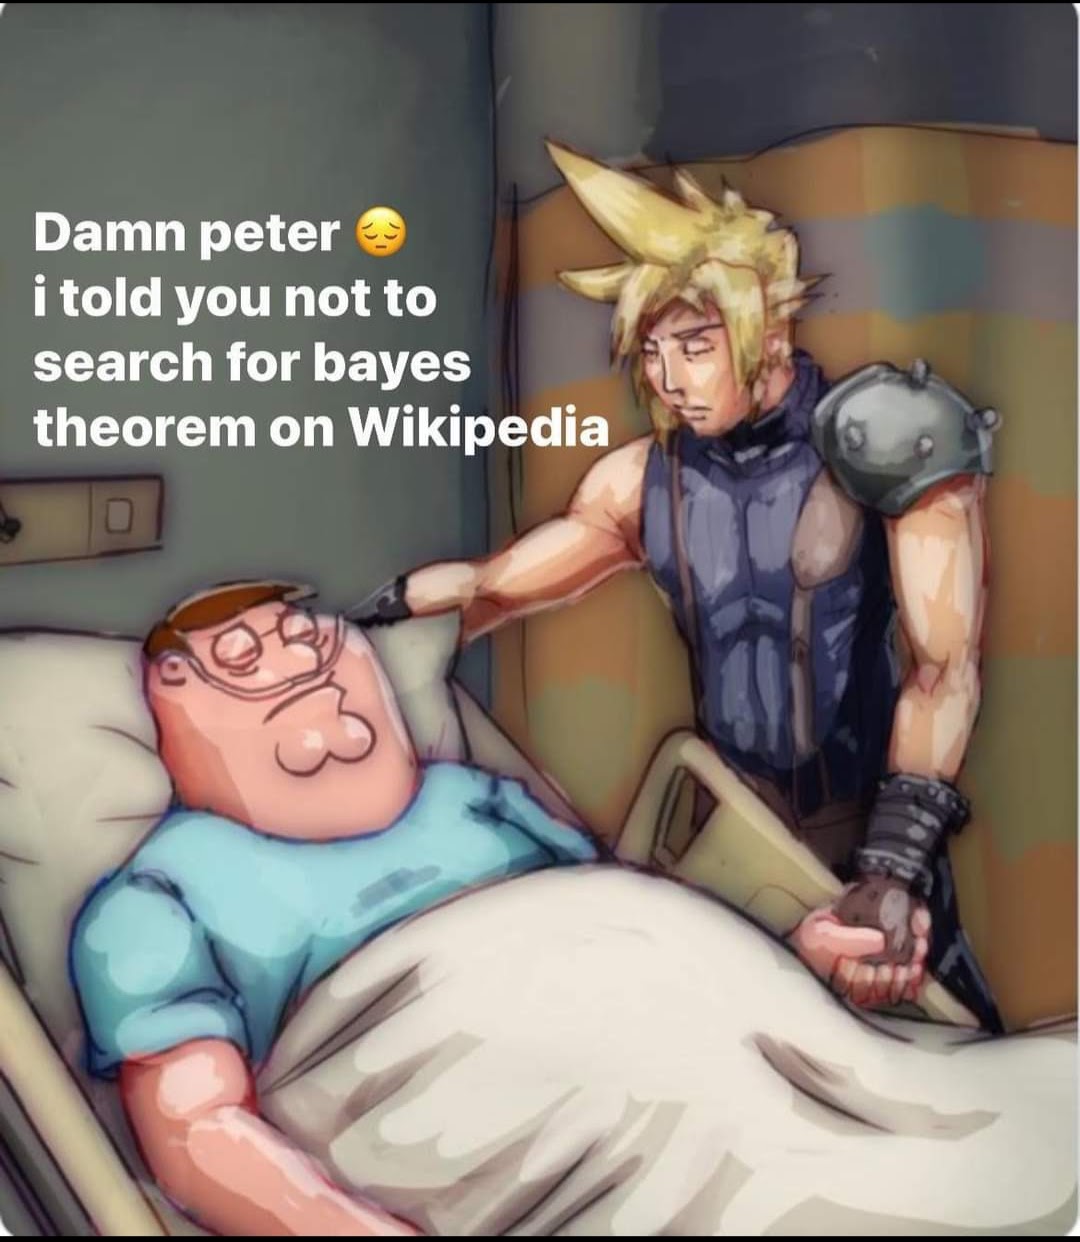 Damn peter 😔
i told you not to
search for bayes
theorem on Wikipedia